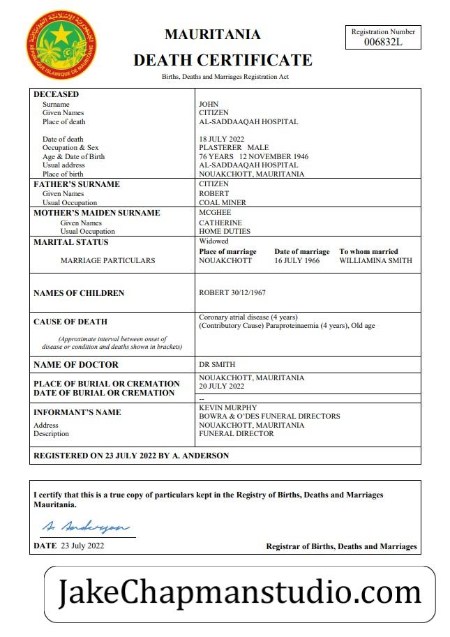 MAURITANIA
DEATH CERTIFICATE
Births, Deaths and Marriages Registration Act
Registration Number
006832L
DECEASED
Surname JOHN
Given Names CITIZEN
Place of death AL-SADDAAQAH HOSPITAL
Date of death 18 JULY 2022
Occupation & Sex PLASTERER MALE
Age & Date of Birth 76 YEARS 12 NOVEMBER 1946
Usual address AL-SADDAAQAH HOSPITAL
Place of birth NOUAKCHOTT, MAURITANIA
FATHER'S SURNAME CITIZEN
Given Names ROBERT
Usual Occupation COAL MINER
MOTHER'S MAIDEN SURNAME MCGHEE
Given Names CATHERINE
Usual Occupation HOME DUTIES
MARITAL STATUS Widowed
Place of marriage Date of marriage To whom married
MARRIAGE PARTICULARS NOUAKCHOTT 16 JULY 1966 WILLIAMINA SMITH
NAMES OF CHILDREN ROBERT 30/12/1967
CAUSE OF DEATH Coronary atrial disease (4 years)
(Contributory Cause) Paraproteinaemia (4 years), Old age
(Approximate interval between onset of
disease or condition and deaths shown in brackets)
NAME OF DOCTOR DR SMITH
PLACE OF BURIAL OR CREMATION NOUAKCHOTT, MAURITANIA
DATE OF BURIAL OR CREMATION 20 JULY 2022
--
INFORMANT'S NAME KEVIN MURPHY
BOWRA & O'DES FUNERAL DIRECTORS
Address NOUAKCHOTT, MAURITANIA
Description FUNERAL DIRECTOR
REGISTERED ON 23 JULY 2022 BY A. ANDERSON
I certify that this is a true copy of particulars kept in the Registry of Births, Deaths and Marriages
Mauritania.
A. Anderson
DATE 23 July 2022
Registrar of Births, Deaths and Marriages
JakeChapmanstudio.com